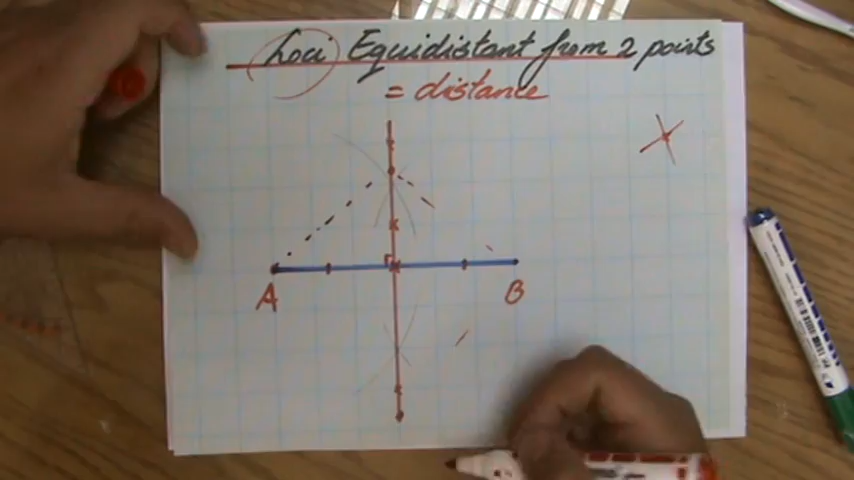 Loci Equidistant from 2 points
= distance
A B